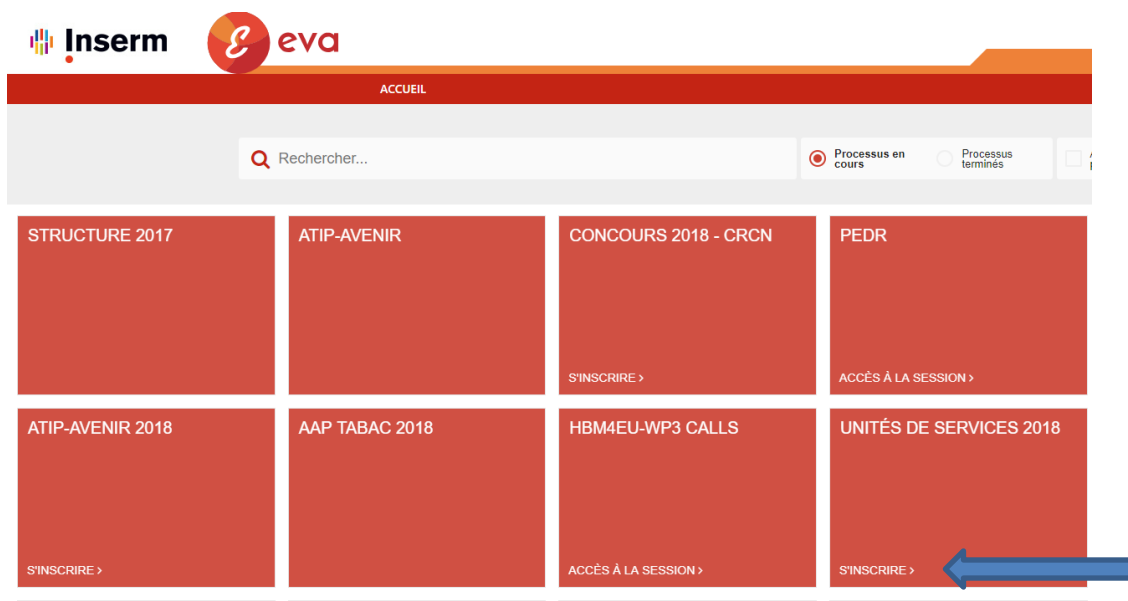 Inserm
eva
ACCUEIL
Rechercher...
Processus en cours
Processus terminés
STRUCTURE 2017
ATIP-AVENIR
CONCOURS 2018 - CRCN
S'INSCRIRE >
PEDR
ACCÈS À LA SESSION >
ATIP-AVENIR 2018
S'INSCRIRE >
AAP TABAC 2018
HBM4EU-WP3 CALLS
ACCÈS À LA SESSION >
UNITÉS DE SERVICES 2018
S'INSCRIRE >